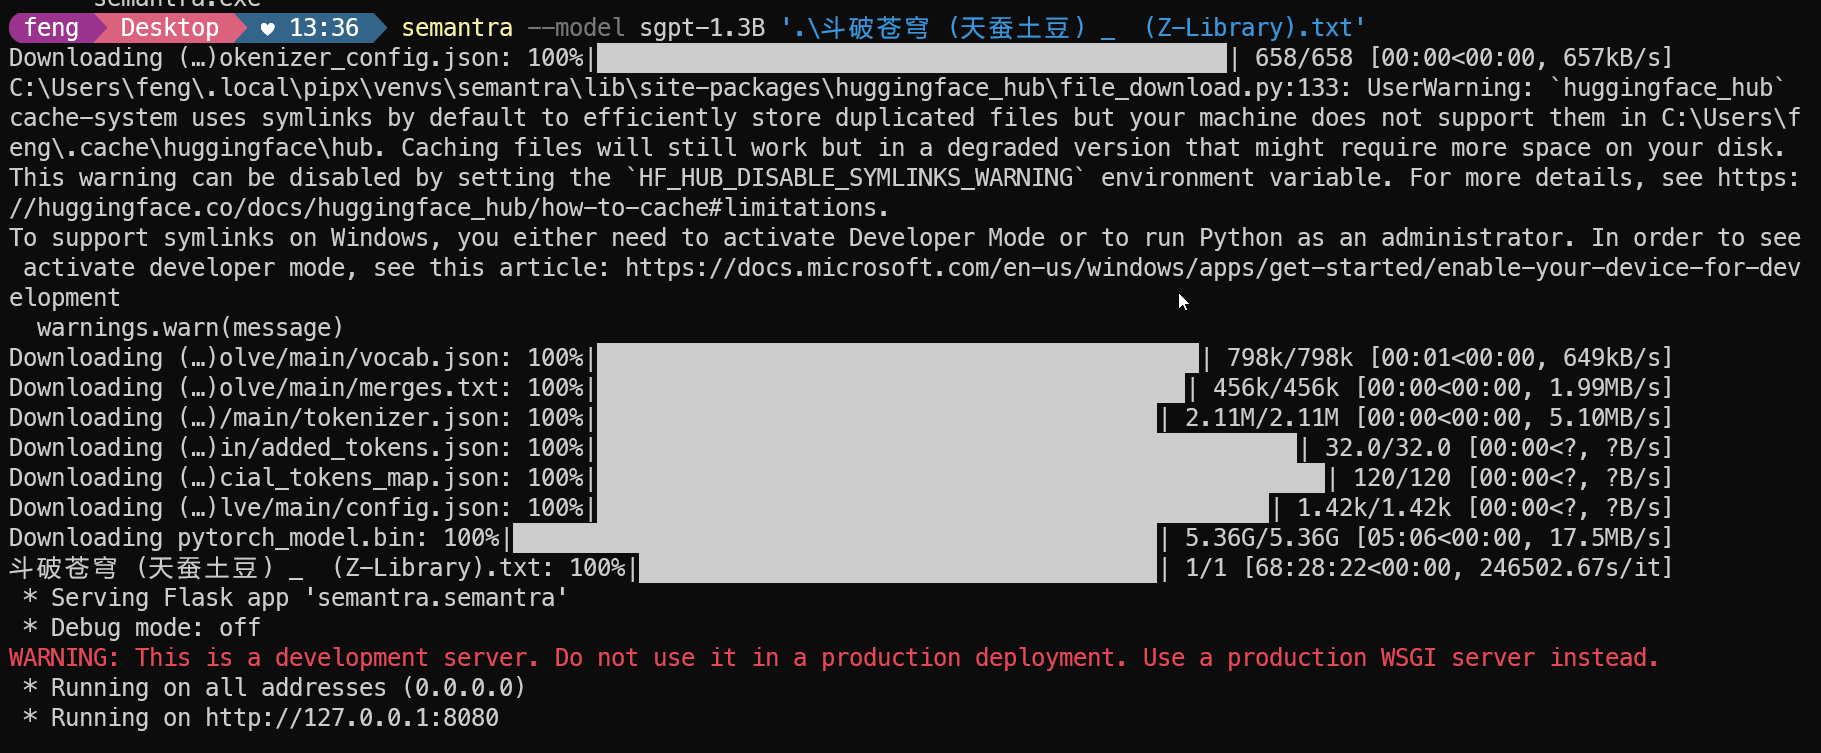 semantra.exe
feng Desktop ♥ 13:36 semantra --model sgpt-1.3B '.\斗破苍穹 (天蚕土豆) _  (Z-Library).txt'
Downloading (…)okenizer_config.json: 100%| | 658/658 [00:00<00:00, 657kB/s]
C:\Users\feng\.local\pipx\venvs\semantra\lib\site-packages\huggingface_hub\file_download.py:133: UserWarning: `huggingface_hub`
cache-system uses symlinks by default to efficiently store duplicated files but your machine does not support them in C:\Users\f
eng\.cache\huggingface\hub. Caching files will still work but in a degraded version that might require more space on your disk.
This warning can be disabled by setting the `HF_HUB_DISABLE_SYMLINKS_WARNING` environment variable. For more details, see https:
//huggingface.co/docs/huggingface_hub/how-to-cache#limitations.
To support symlinks on Windows, you either need to activate Developer Mode or to run Python as an administrator. In order to see
 activate developer mode, see this article: https://docs.microsoft.com/en-us/windows/apps/get-started/enable-your-device-for-dev
elopment
  warnings.warn(message)
Downloading (…)olve/main/vocab.json: 100%| | 798k/798k [00:01<00:00, 649kB/s]
Downloading (…)olve/main/merges.txt: 100%| | 456k/456k [00:00<00:00, 1.99MB/s]
Downloading (…)/main/tokenizer.json: 100%| | 2.11M/2.11M [00:00<00:00, 5.10MB/s]
Downloading (…)in/added_tokens.json: 100%| | 32.0/32.0 [00:00<?, ?B/s]
Downloading (…)cial_tokens_map.json: 100%| | 120/120 [00:00<?, ?B/s]
Downloading (…)lve/main/config.json: 100%| | 1.42k/1.42k [00:00<?, ?B/s]
Downloading pytorch_model.bin: 100%| | 5.36G/5.36G [05:06<00:00, 17.5MB/s]
斗破苍穹 (天蚕土豆) _  (Z-Library).txt: 100%| | 1/1 [68:28:22<00:00, 246502.67s/it]
 * Serving Flask app 'semantra.semantra'
 * Debug mode: off
WARNING: This is a development server. Do not use it in a production deployment. Use a production WSGI server instead.
 * Running on all addresses (0.0.0.0)
 * Running on http://127.0.0.1:8080